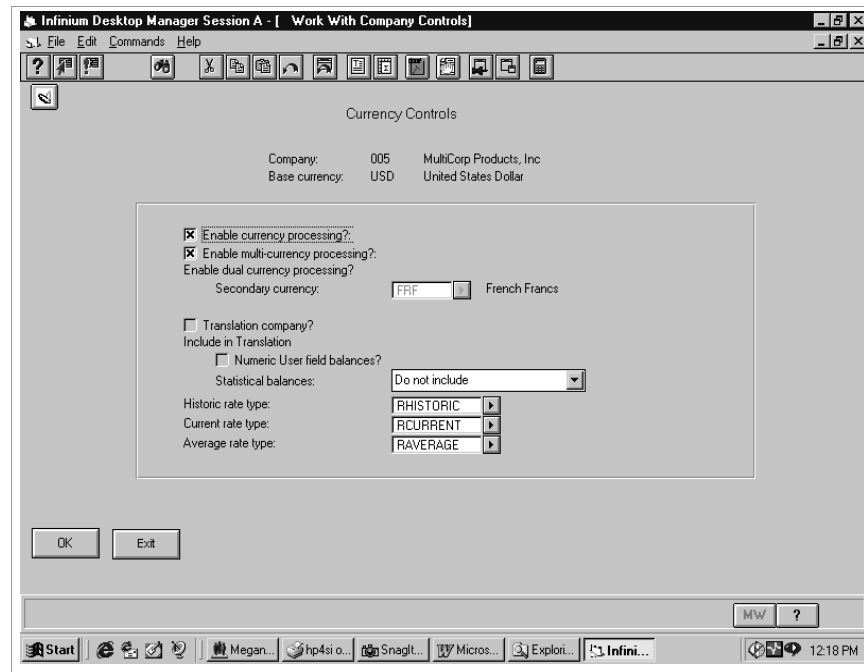 Infinium Desktop Manager Session A - [ Work With Company Controls]
File Edit Commands Help
Currency Controls
Company: 005 MultiCorp Products, Inc
Base currency: USD United States Dollar
Enable currency processing?:
Enable multi-currency processing?:
Enable dual currency processing?
Secondary currency: FRF French Francs
Translation company?
Include in Translation
Numeric User field balances?
Statistical balances: Do not include
Historic rate type: RHISTORIC
Current rate type: RCURRENT
Average rate type: RAVERAGE
OK Exit
MW ?
Start Megan... hp4si o... SnagIt... Micros... Explori... Infini... 12:18 PM